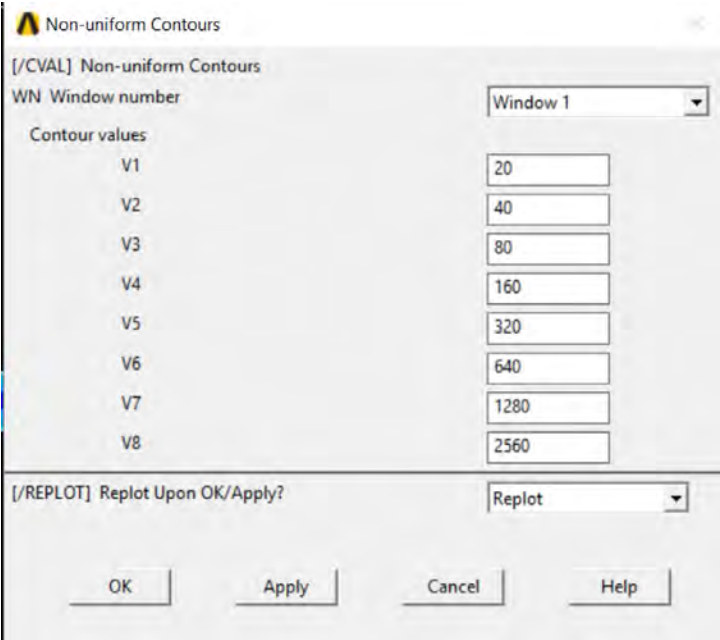 Non-uniform Contours
[/CVAL] Non-uniform Contours
WN Window number Window 1
Contour values
V1 20
V2 40
V3 80
V4 160
V5 320
V6 640
V7 1280
V8 2560
[/REPLOT] Replot Upon OK/Apply? Replot
OK Apply Cancel Help